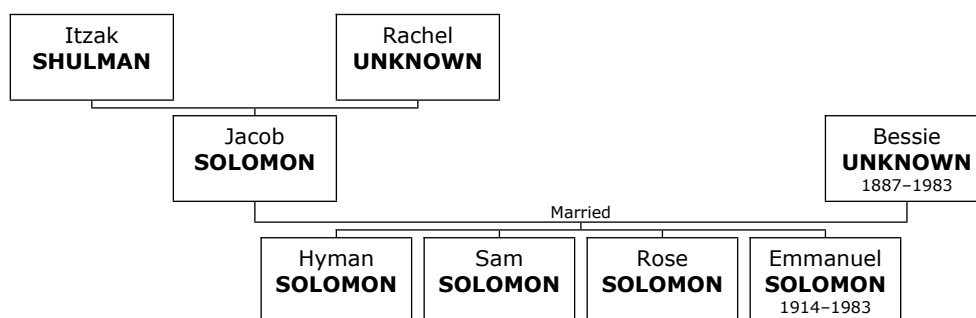 Itzak
SHULMAN
Rachel
UNKNOWN
Jacob
SOLOMON
Bessie
UNKNOWN
1887–1983
Married
Hyman
SOLOMON
Sam
SOLOMON
Rose
SOLOMON
Emmanuel
SOLOMON
1914–1983